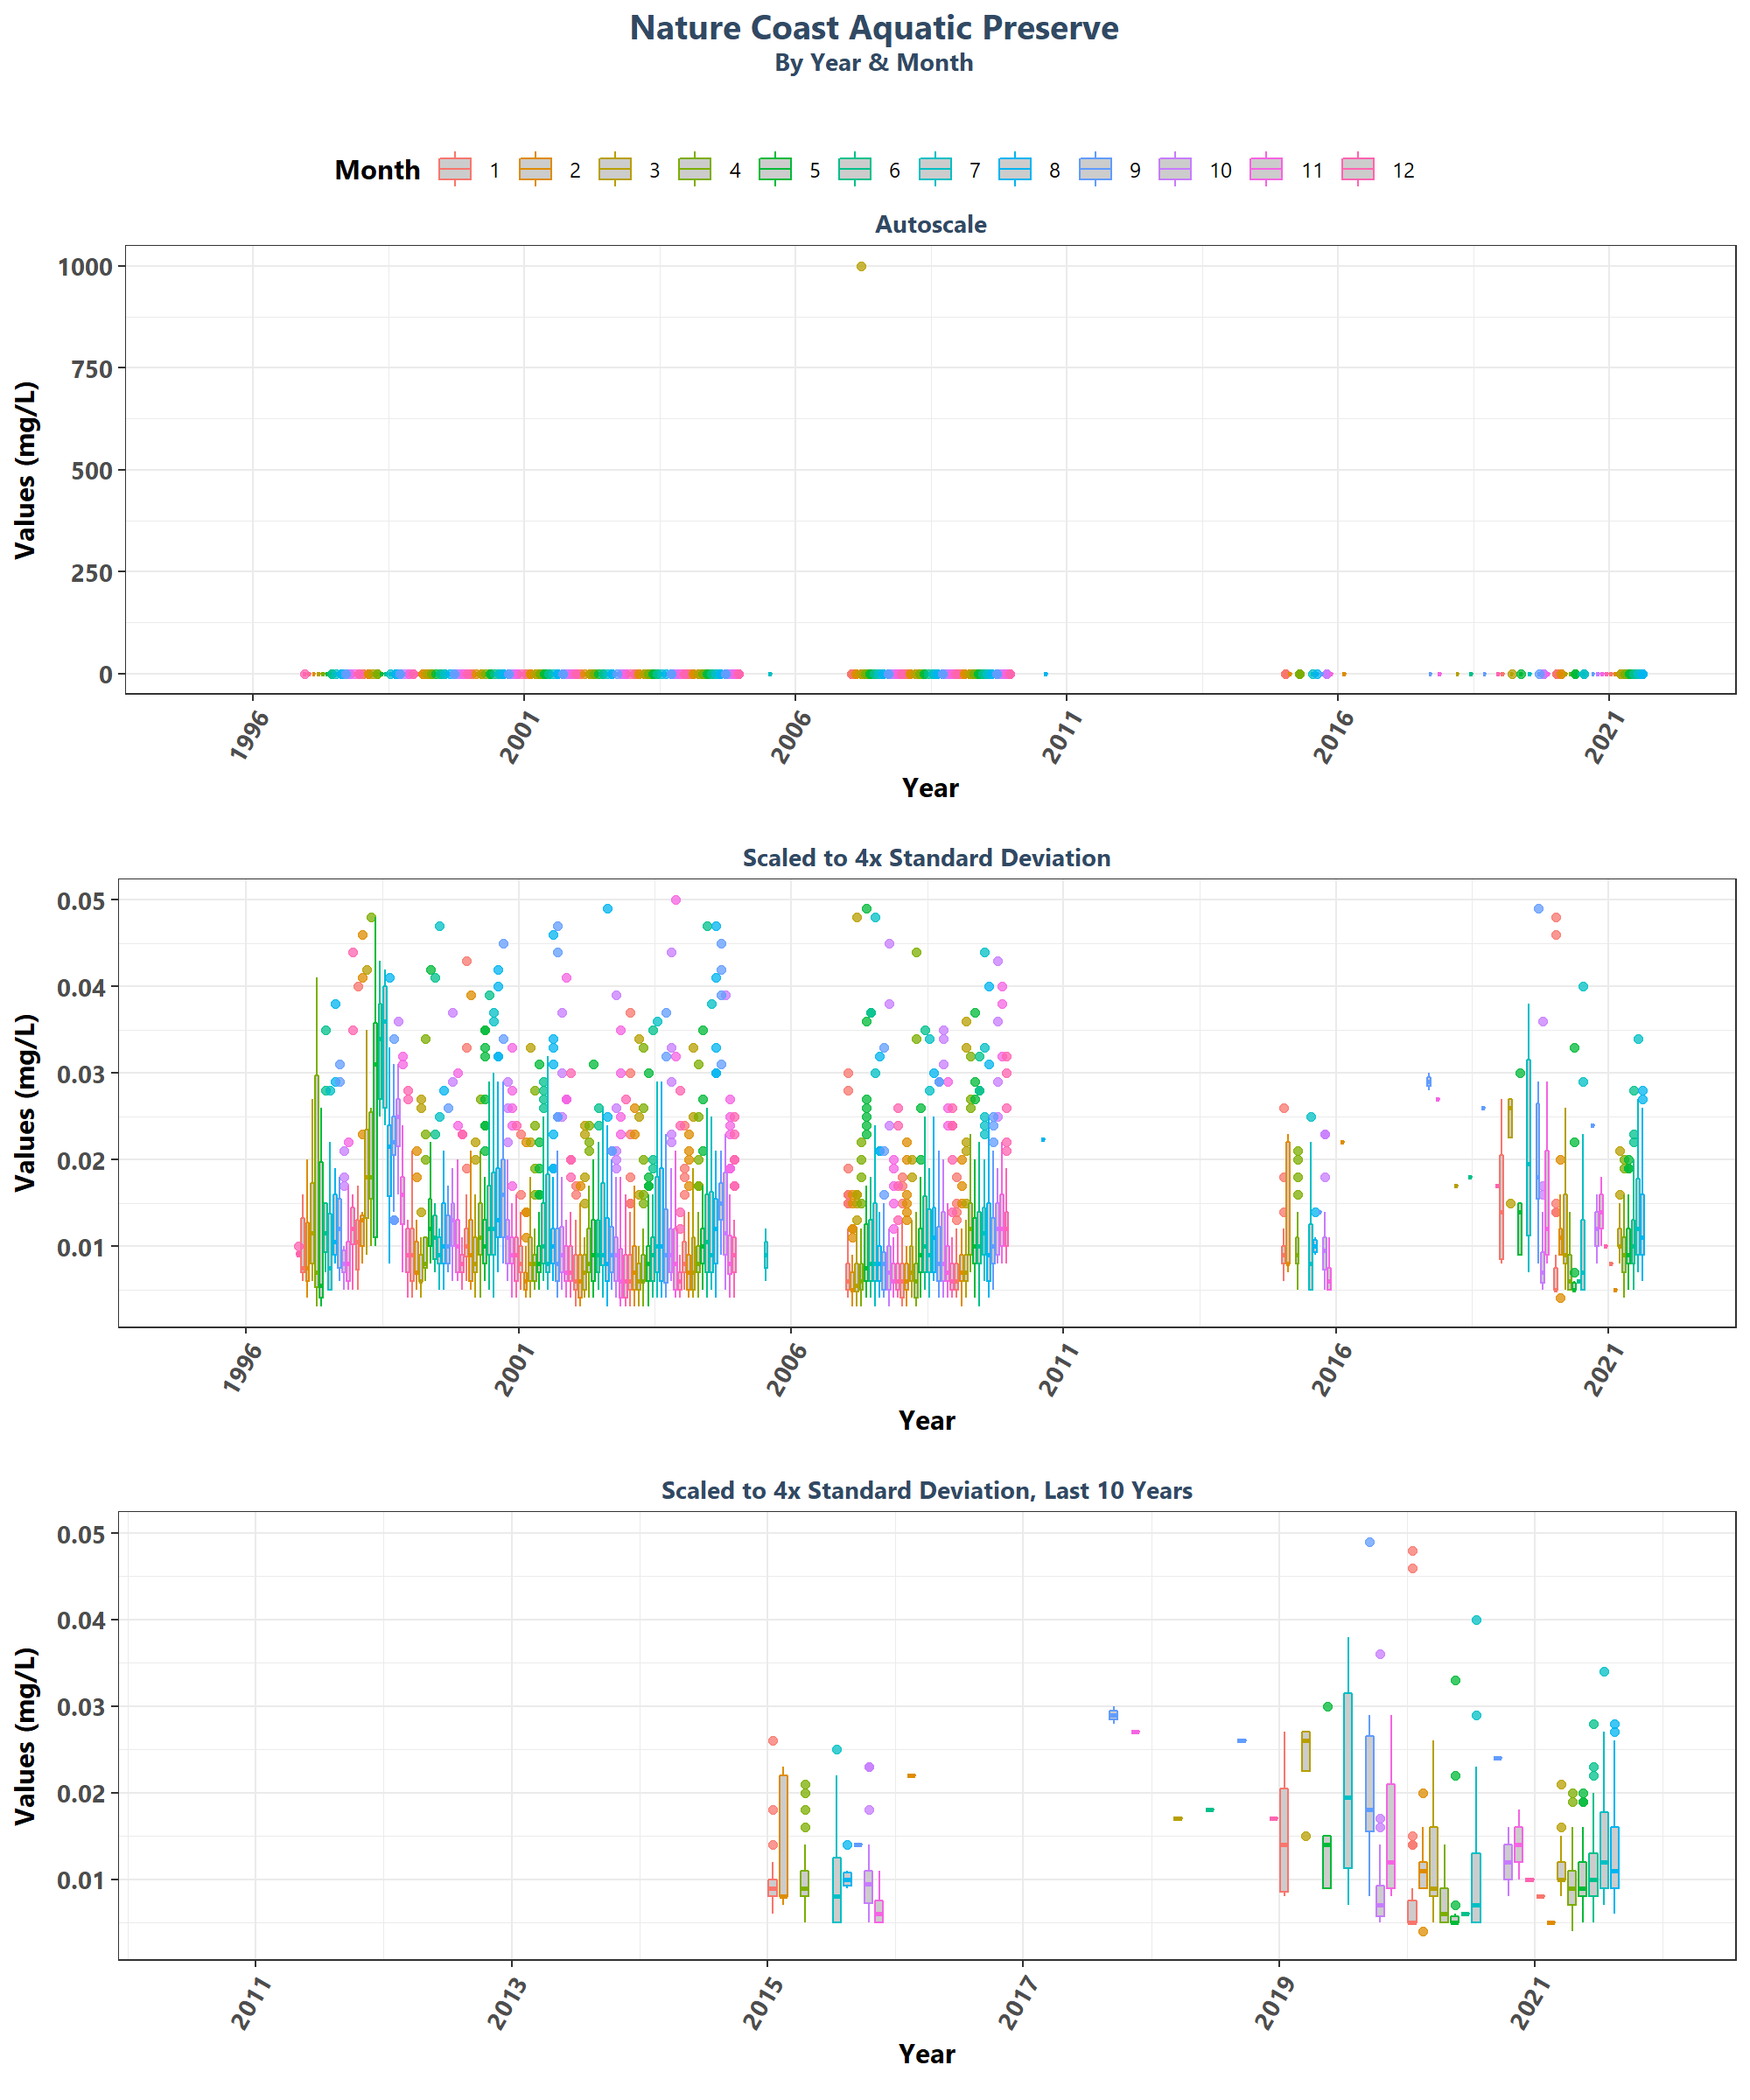 Nature Coast Aquatic Preserve
By Year & Month
Month 1 2 3 4 5 6 7 8 9 10 11 12
Autoscale
1000
750
500
250
0
Values (mg/L)
1996 2001 2006 2011 2016 2021
Year
Scaled to 4x Standard Deviation
0.05
0.04
0.03
0.02
0.01
Values (mg/L)
1996 2001 2006 2011 2016 2021
Year
Scaled to 4x Standard Deviation, Last 10 Years
0.05
0.04
0.03
0.02
0.01
Values (mg/L)
2011 2013 2015 2017 2019 2021
Year